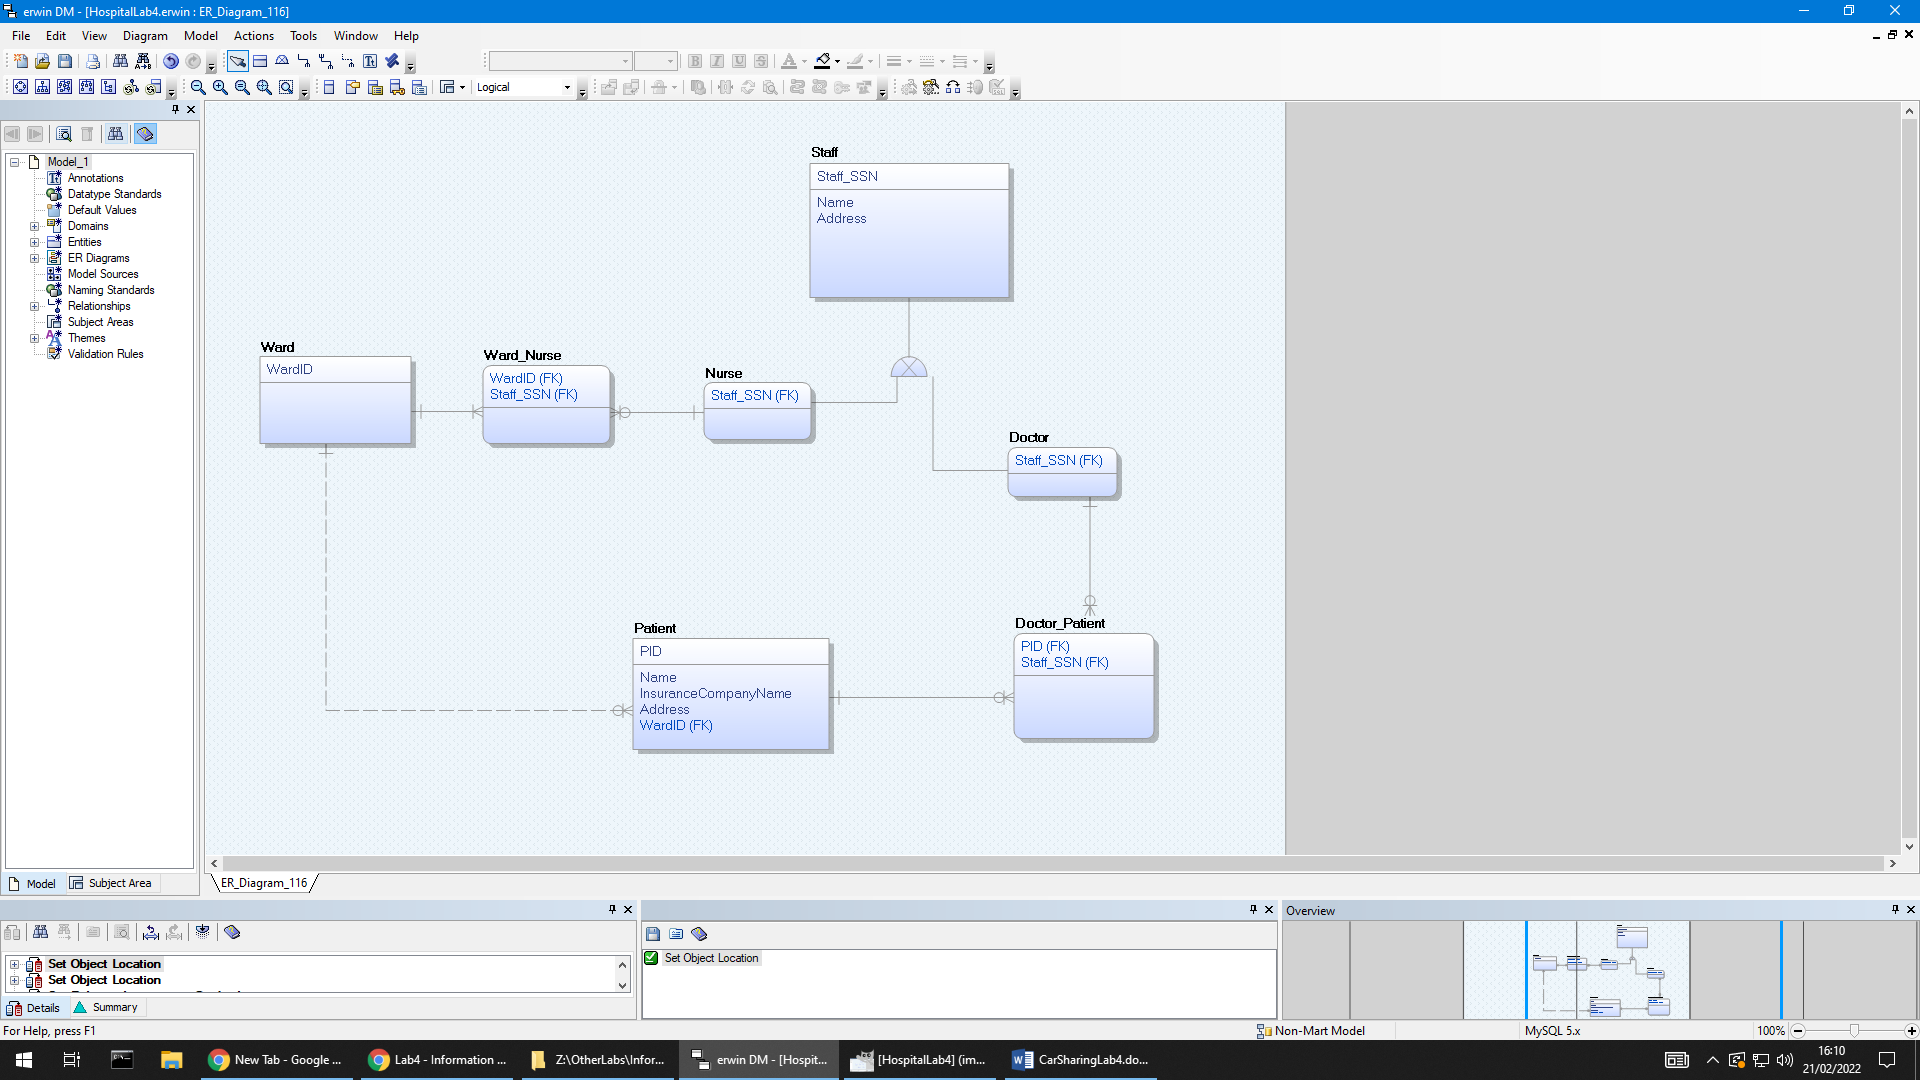 erwin DM - [HospitalLab4.erwin : ER_Diagram_116]
File Edit View Diagram Model Actions Tools Window Help
Logical
Model_1
Annotations
Datatype Standards
Default Values
Domains
Entities
ER Diagrams
Model Sources
Naming Standards
Relationships
Subject Areas
Themes
Validation Rules
Model Subject Area
Staff
Staff_SSN
Name
Address
Ward
WardID
Ward_Nurse
WardID (FK)
Staff_SSN (FK)
Nurse
Staff_SSN (FK)
Doctor
Staff_SSN (FK)
Patient
PID
Name
InsuranceCompanyName
Address
WardID (FK)
Doctor_Patient
PID (FK)
Staff_SSN (FK)
ER_Diagram_116
Set Object Location
Set Object Location
Details Summary
Set Object Location
Overview
For Help, press F1
Non-Mart Model
MySQL 5.x
100%
New Tab - Google ...
Lab4 - Information ...
Z:\OtherLabs\Infor...
erwin DM - [Hospit...
[HospitalLab4] (im...
CarSharingLab4.do...
16:10
21/02/2022